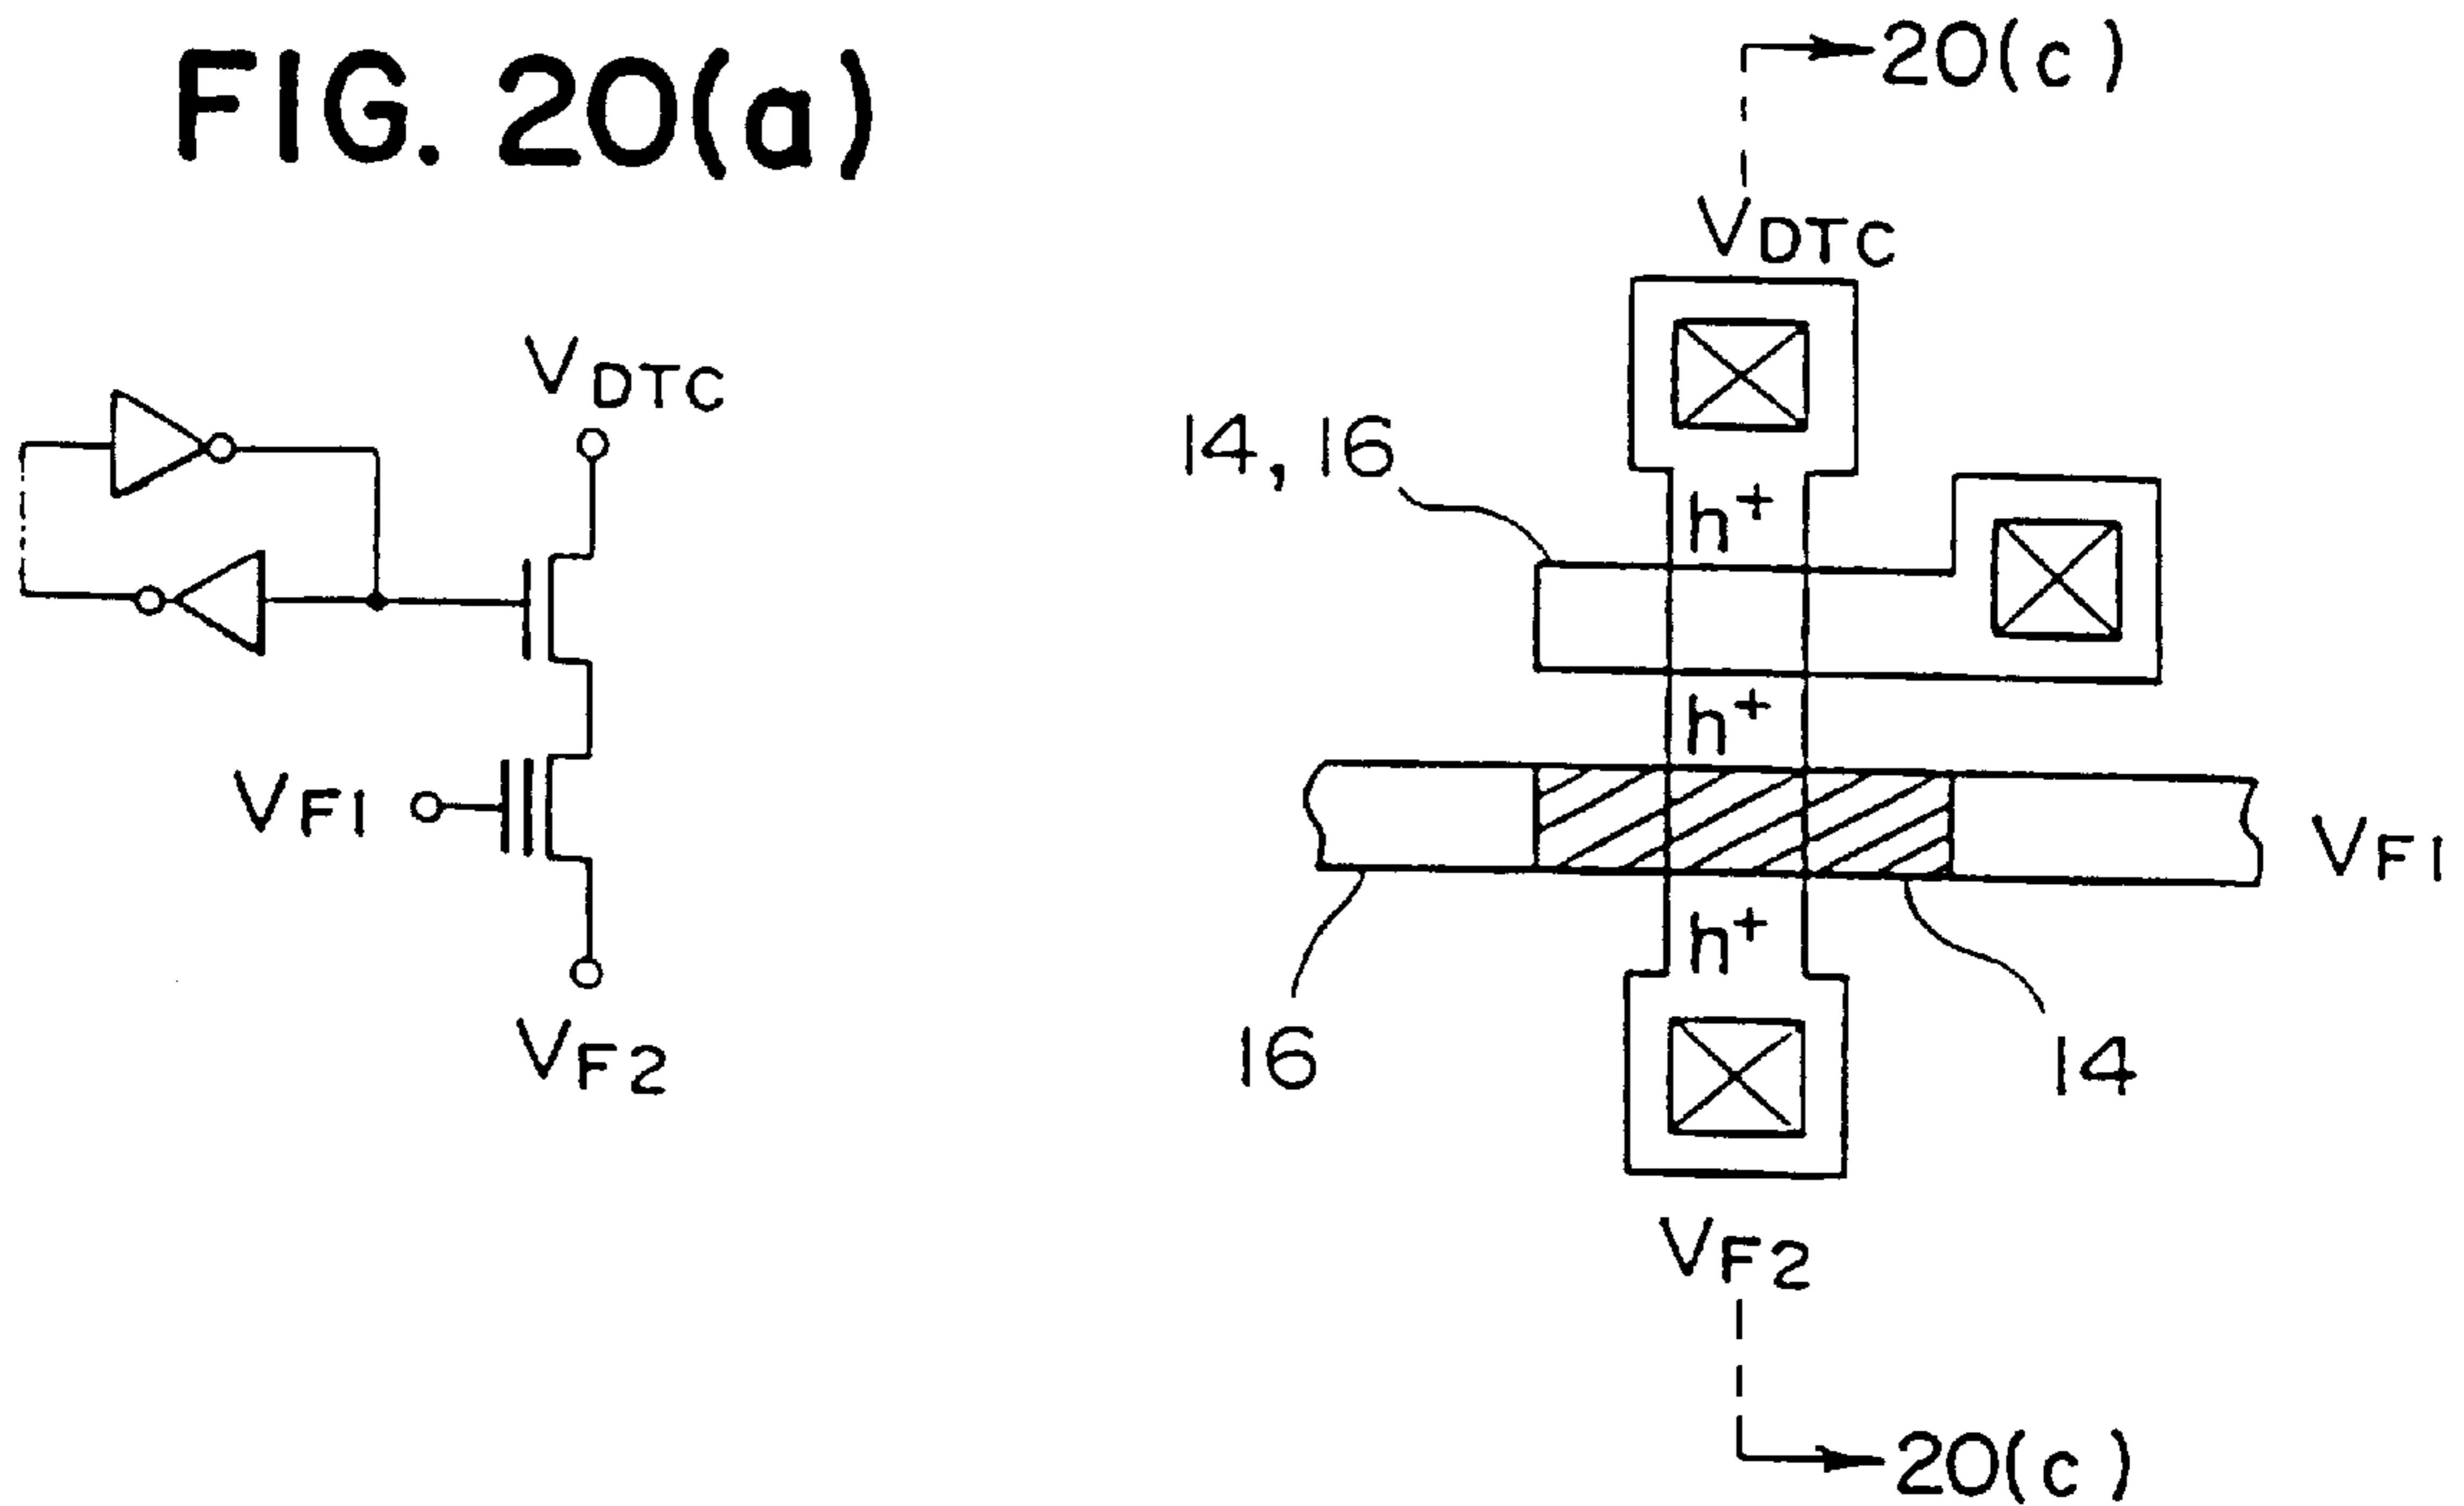 FIG. 20(a)
VDTC
VF1
VF2
20(c)
VDTC
14, 16
h+
h+
VF1
h+
16
14
VF2
20(c)